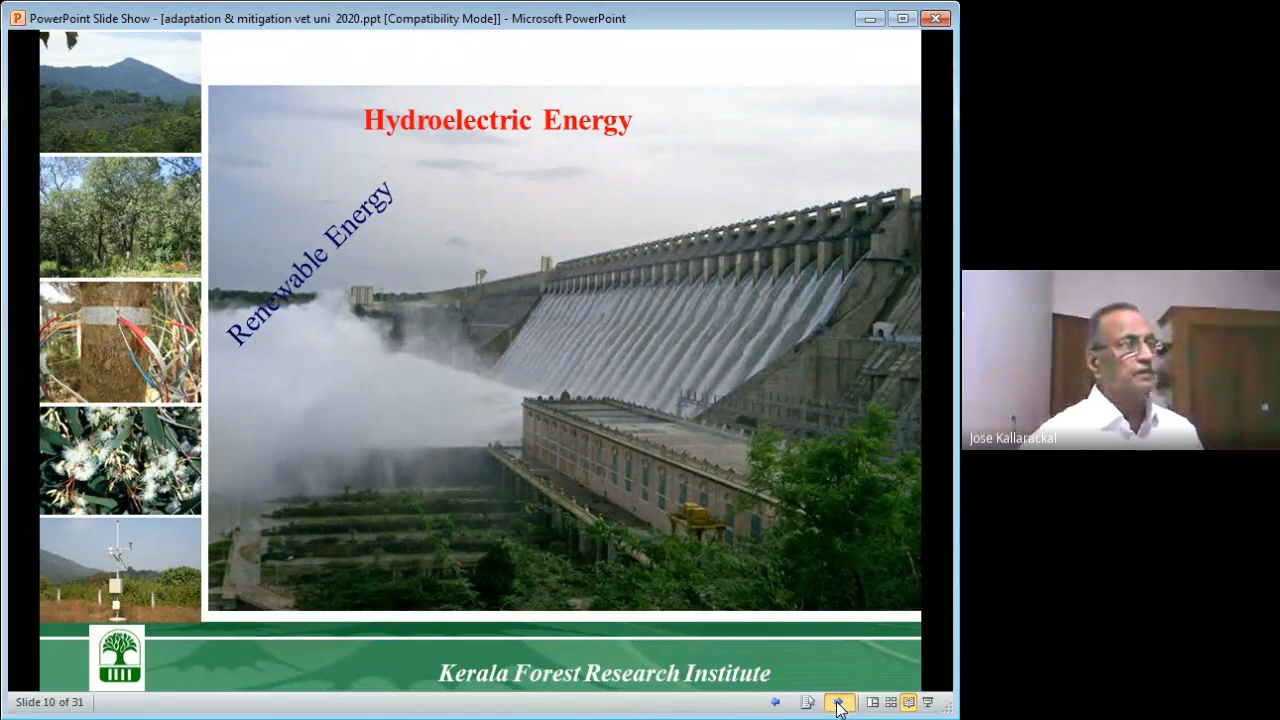 PowerPoint Slide Show - [adaptation & mitigation vet uni  2020.ppt [Compatibility Mode]] - Microsoft PowerPoint
Hydroelectric Energy
Renewable Energy
Jose Kallarackal
Kerala Forest Research Institute
Slide 10 of 31